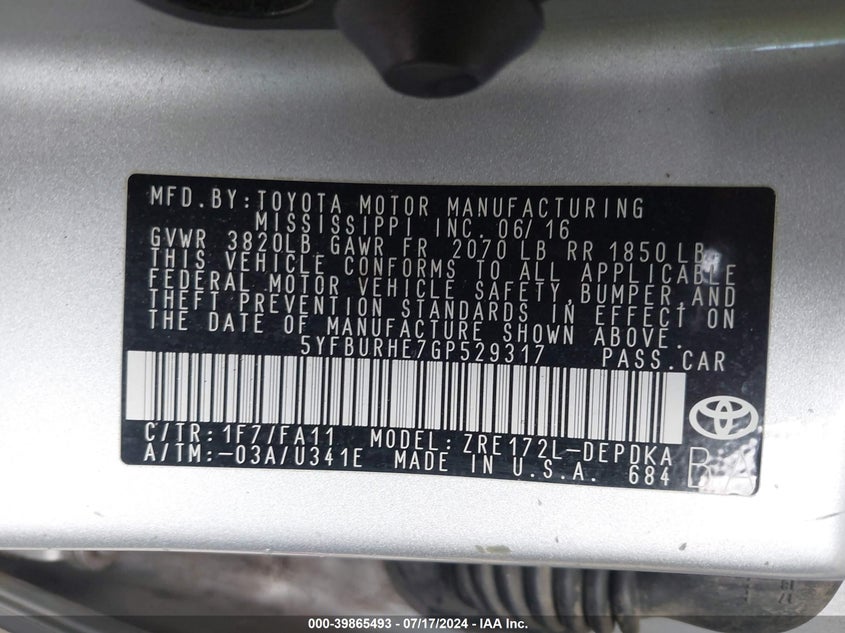 MFD.BY:TOYOTA MOTOR MANUFACTURING
MISSISSIPPI INC. 06/16
GVWR 3820LB GAWR FR 2070 LB RR 1850 LB
THIS VEHICLE CONFORMS TO ALL APPLICABLE
FEDERAL MOTOR VEHICLE SAFETY,BUMPER,AND
THEFT PREVENTION STANDARDS IN EFFECT ON
THE DATE OF MANUFACTURE SHOWN ABOVE.
5YFBURHE7GP529317 PASS.CAR
C/TR:1F7/FA11 MODEL:ZRE172L-DEPDKA
A/TM:-03A/U341E MADE IN U.S.A. 684
BA
000-39865493 - 07/17/2024 - IAA Inc.